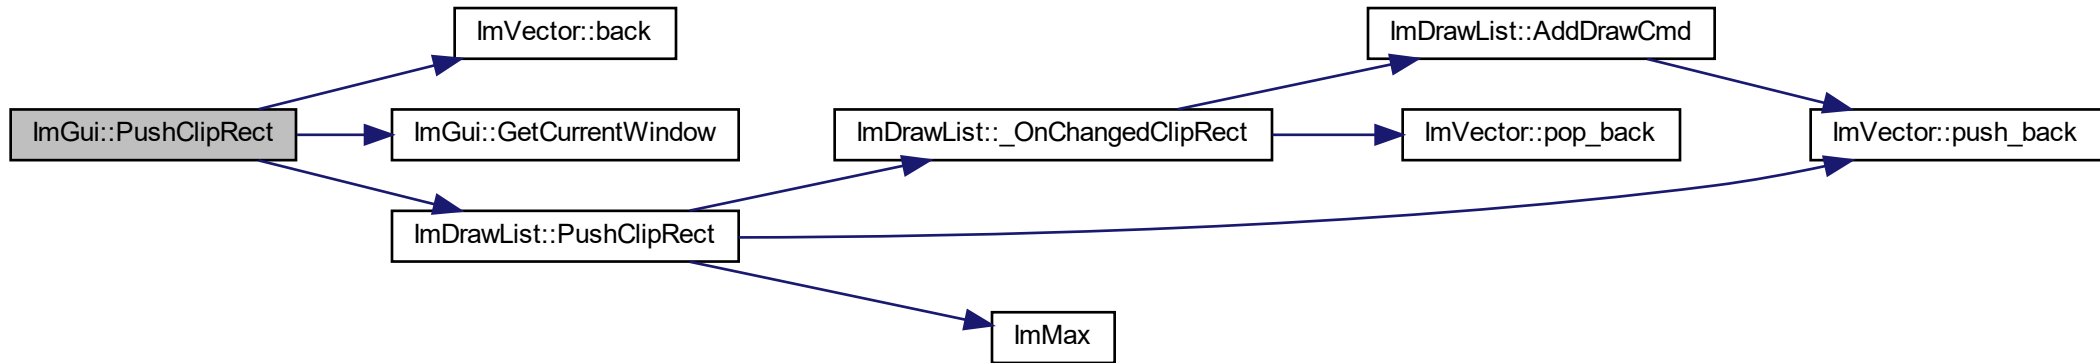 ImGui::PushClipRect
ImVector::back
ImGui::GetCurrentWindow
ImDrawList::PushClipRect
ImDrawList::_OnChangedClipRect
ImMax
ImDrawList::AddDrawCmd
ImVector::pop_back
ImVector::push_back